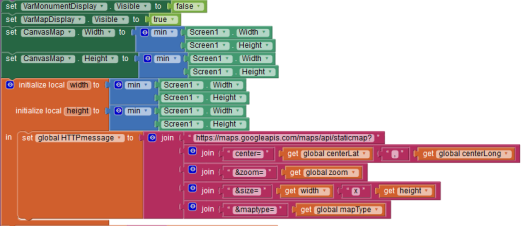 set VarMonumentDisplay . Visible to false
set VarMapDisplay . Visible to true
set CanvasMap . Width to min Screen1 . Width
Screen1 . Height
set CanvasMap . Height to min Screen1 . Width
Screen1 . Height
initialize local width to min Screen1 . Width
Screen1 . Height
initialize local height to min Screen1 . Width
Screen1 . Height
in set global HTTPmessage to join " https://maps.googleapis.com/maps/api/staticmap? "
join " center= " get global centerLat " , " get global centerLong
join " &zoom= " get global zoom
join " &size= " get width " x " get height
join " &maptype= " get global mapType